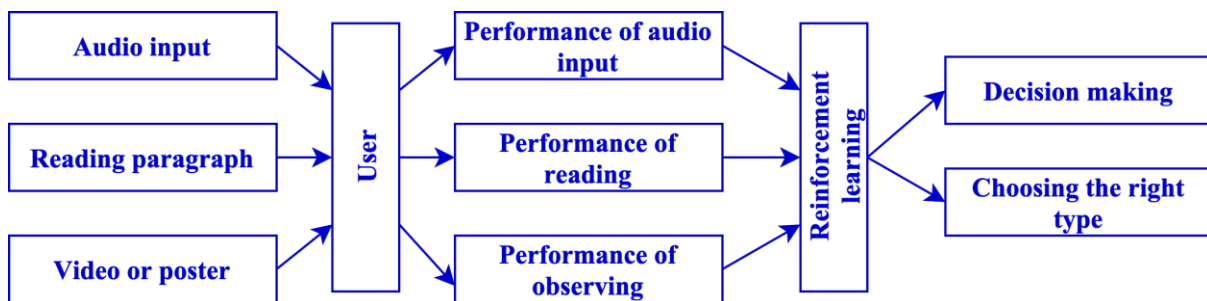 Audio input
Reading paragraph
Video or poster
User
Performance of audio
input
Performance of
reading
Performance of
observing
Reinforcement
learning
Decision making
Choosing the right
type